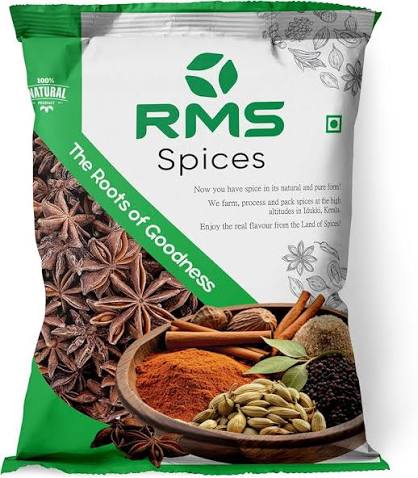 100%
NATURAL
PRODUCT
RMS
Spices
The Roots of Goodness
Now you have spice in its natural and pure form!
We farm, process and pack spices at the high
altitudes in Idukki, Kerala.
Enjoy the real flavour from the Land of Spices!